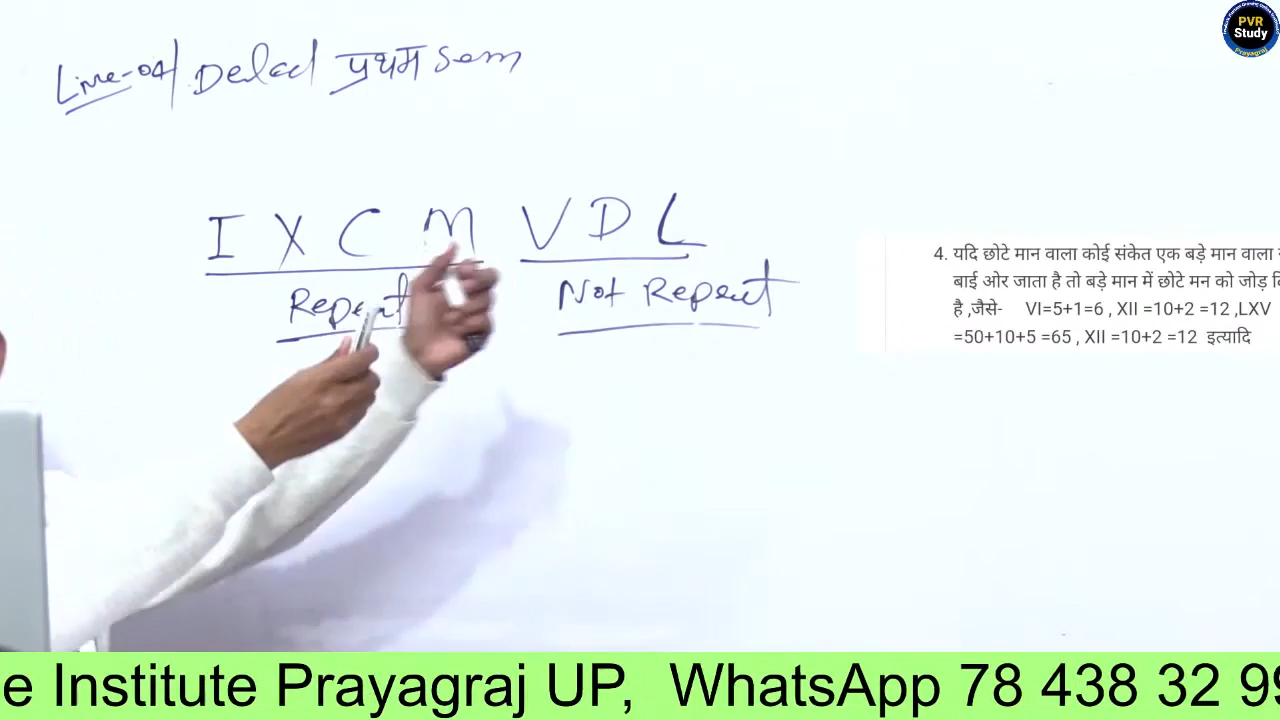 Live-04 Deled प्रथम Sem
PVR
Study
Prayagraj
I X C M V D L
Repeat Not Repeat
4. यदि छोटे मान वाला कोई संकेत एक बड़े मान वाला
बाई ओर जाता है तो बड़े मान में छोटे मन को जोड़
है ,जैसे- VI=5+1=6 , XII =10+2 =12 ,LXV
=50+10+5 =65 , XII =10+2 =12 इत्यादि
e Institute Prayagraj UP, WhatsApp 78 438 32 99